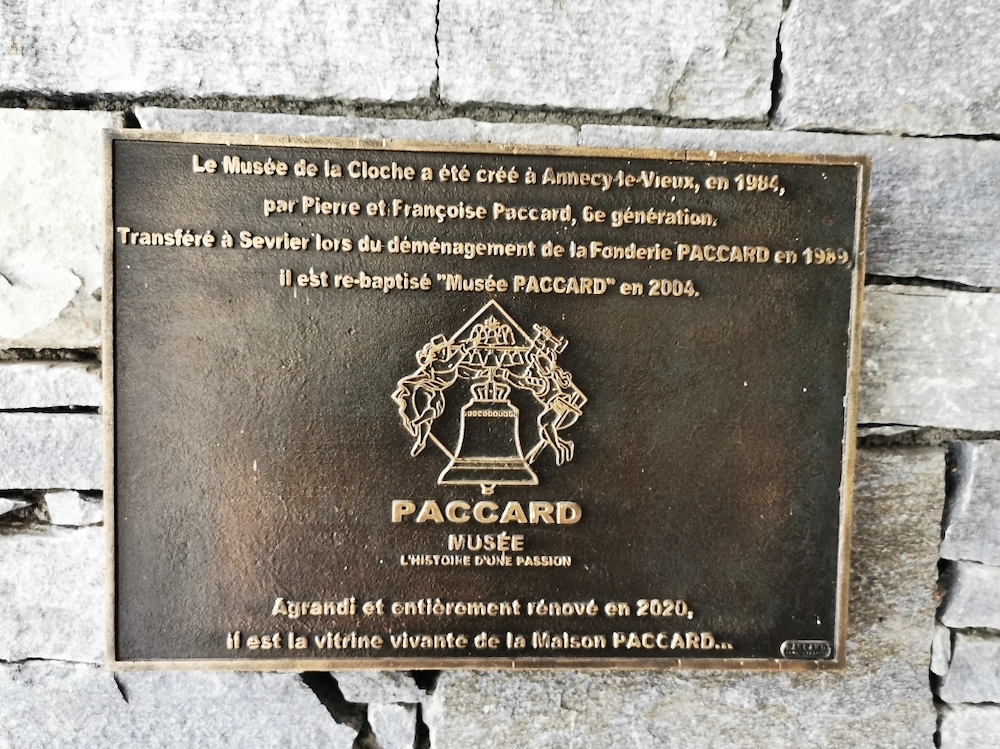 Le Musée de la Cloche a été créé à Annecy-le-Vieux, en 1984,
par Pierre et Françoise Paccard, 6e génération.
Transféré à Sevrier lors du déménagement de la Fonderie PACCARD en 1989,
il est re-baptisé "Musée PACCARD" en 2004.
PACCARD
MUSÉE
L'HISTOIRE D'UNE PASSION
Agrandi et entièrement rénové en 2020,
il est la vitrine vivante de la Maison PACCARD...
PACCARD